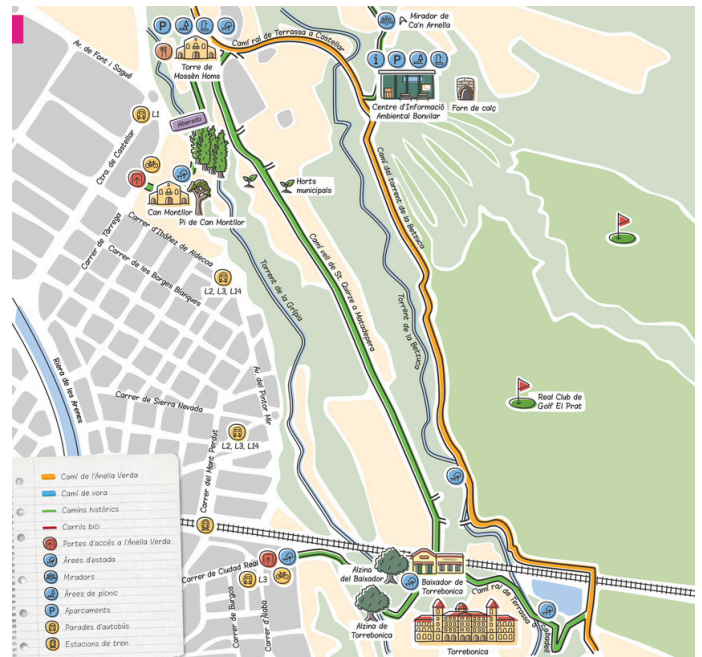 Mirador de
Ca'n Arnella
P
Camí ral de Terrassa a Castellar
i P
Av. de Font i Sagué
Torre de
Mossèn Homs
Centre d'Informació
Ambiental Bonvilar
Forn de calç
L1
Albereda
Ctra. de Castellar
Horts
municipals
Can Montllor
Pi de Can Montllor
Camí del torrent de la Betzuca
Carrer de Tàrrega
Carrer d'Ibáñez de Aldecoa
Carrer de les Borges Blanques
L2, L3, L14
Torrent de la Grípia
Camí vell de St. Quirze a Matadepera
Torrent de la Betzuca
Riera de les Arenes
Av. del Pintor Mir
Carrer de Sierra Nevada
Real Club de
Golf El Prat
Carrer del Mont Perdut
L2, L3, L14
Camí de l'Anella Verda
Camí de vora
Camins històrics
Carrils bici
Portes d'accés a l'Anella Verda
Àrees d'estada
Miradors
Àrees de pícnic
P Aparcaments
Parades d'autobús
Estacions de tren
Carrer de Ciudad Real
L3
Carrer de Burgos
Carrer d'Àlaba
Alzina
del Baixador
Baixador de
Torrebonica
Alzina de
Torrebonica
Camí ral de Terrassa a
Torrebonica